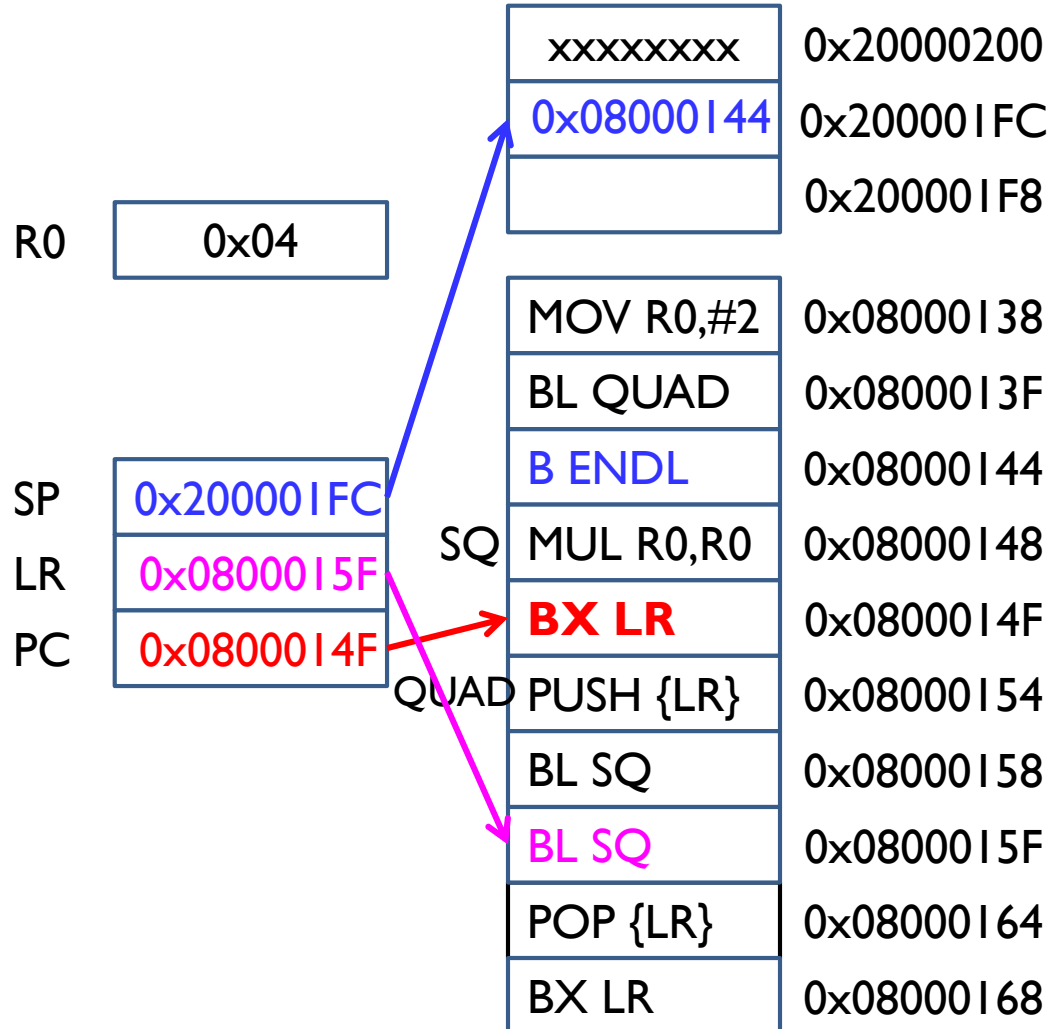 xxxxxxxx 0x20000200
0x08000144 0x200001FC
0x200001F8
R0 0x04
MOV R0,#2 0x08000138
BL QUAD 0x0800013F
B ENDL 0x08000144
SP 0x200001FC
SQ MUL R0,R0 0x08000148
LR 0x0800015F
BX LR 0x0800014F
PC 0x0800014F
QUAD PUSH {LR} 0x08000154
BL SQ 0x08000158
BL SQ 0x0800015F
POP {LR} 0x08000164
BX LR 0x08000168